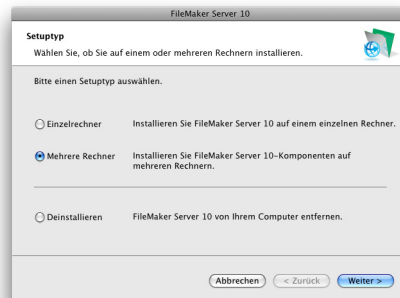 FileMaker Server 10
Setuptyp
Wählen Sie, ob Sie auf einem oder mehreren Rechnern installieren.
Bitte einen Setuptyp auswählen.
Einzelrechner Installieren Sie FileMaker Server 10 auf einem einzelnen Rechner.
Mehrere Rechner Installieren Sie FileMaker Server 10-Komponenten auf
mehreren Rechnern.
Deinstallieren FileMaker Server 10 von Ihrem Computer entfernen.
Abbrechen < Zurück Weiter >